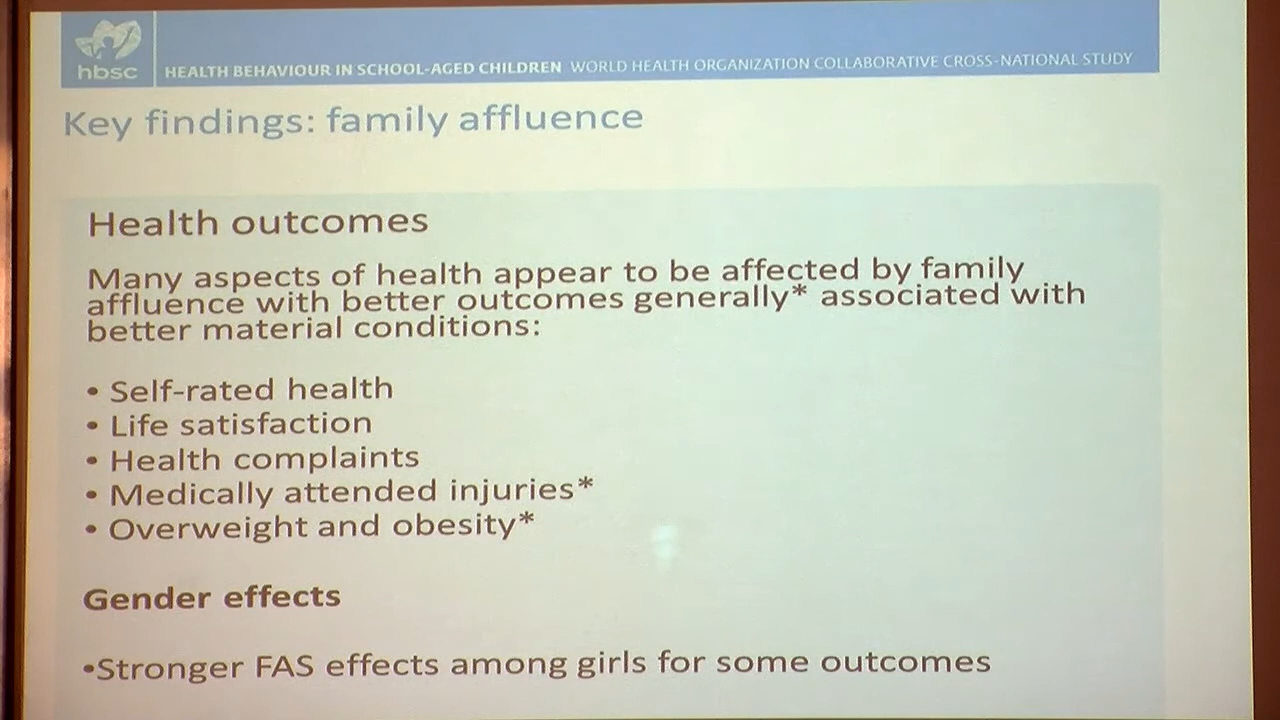 hbsc
HEALTH BEHAVIOUR IN SCHOOL-AGED CHILDREN WORLD HEALTH ORGANIZATION COLLABORATIVE CROSS-NATIONAL STUDY
Key findings: family affluence
Health outcomes
Many aspects of health appear to be affected by family
affluence with better outcomes generally* associated with
better material conditions:
• Self-rated health
• Life satisfaction
• Health complaints
• Medically attended injuries*
• Overweight and obesity*
Gender effects
•Stronger FAS effects among girls for some outcomes